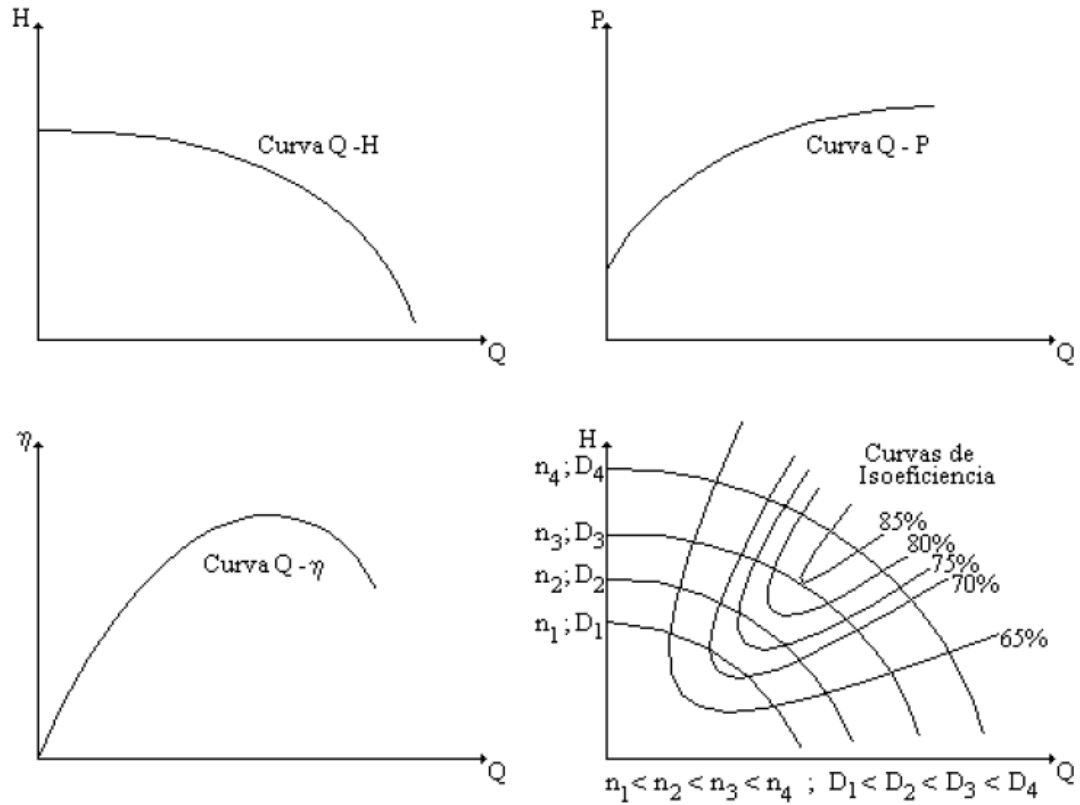 H
Curva Q - H
Q
P
Curva Q - P
Q
η
Curva Q - η
Q
H
n4 ; D4
n3 ; D3
n2 ; D2
n1 ; D1
Curvas de
Isoeficiencia
85%
80%
75%
70%
65%
Q
n1 < n2 < n3 < n4 ; D1 < D2 < D3 < D4